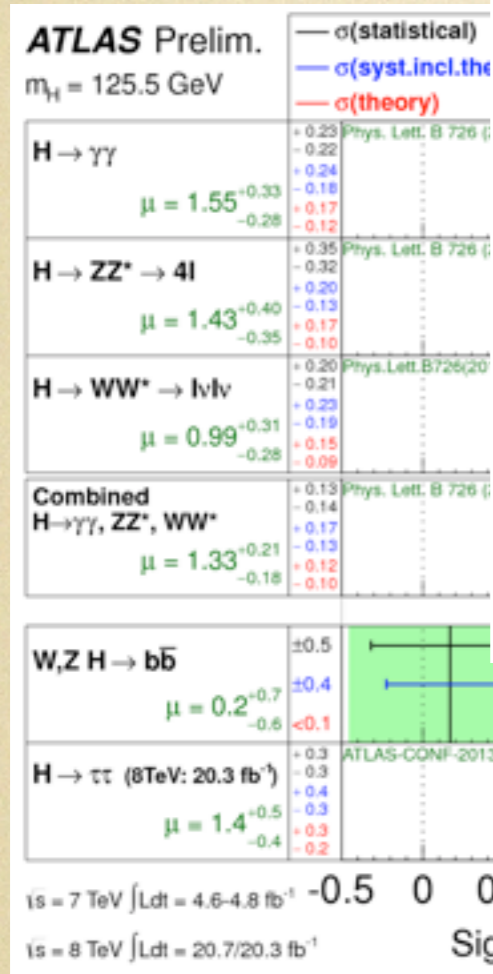 ATLAS Prelim.
m_H = 125.5 GeV
σ(statistical)
σ(syst.incl.the
σ(theory)
H → γγ
μ = 1.55 +0.33 −0.28
+ 0.23 − 0.22
+ 0.24 − 0.18
+ 0.17 − 0.12
Phys. Lett. B 726 (
H → ZZ* → 4l
μ = 1.43 +0.40 −0.35
+ 0.35 − 0.32
+ 0.20 − 0.13
+ 0.17 − 0.10
Phys. Lett. B 726 (
H → WW* → lνlν
μ = 0.99 +0.31 −0.28
+ 0.20 − 0.21
+ 0.23 − 0.19
+ 0.15 − 0.09
Phys.Lett.B726(20
Combined
H→γγ, ZZ*, WW*
μ = 1.33 +0.21 −0.18
+ 0.13 − 0.14
+ 0.17 − 0.13
+ 0.12 − 0.10
Phys. Lett. B 726 (
W,Z H → bb̄
μ = 0.2 +0.7 −0.6
±0.5
±0.4
<0.1
H → ττ (8TeV: 20.3 fb⁻¹)
μ = 1.4 +0.5 −0.4
+ 0.3 − 0.3
+ 0.4 − 0.3
+ 0.3 − 0.2
ATLAS-CONF-2013
√s = 7 TeV ∫Ldt = 4.6-4.8 fb⁻¹
-0.5 0 0
√s = 8 TeV ∫Ldt = 20.7/20.3 fb⁻¹
Sig